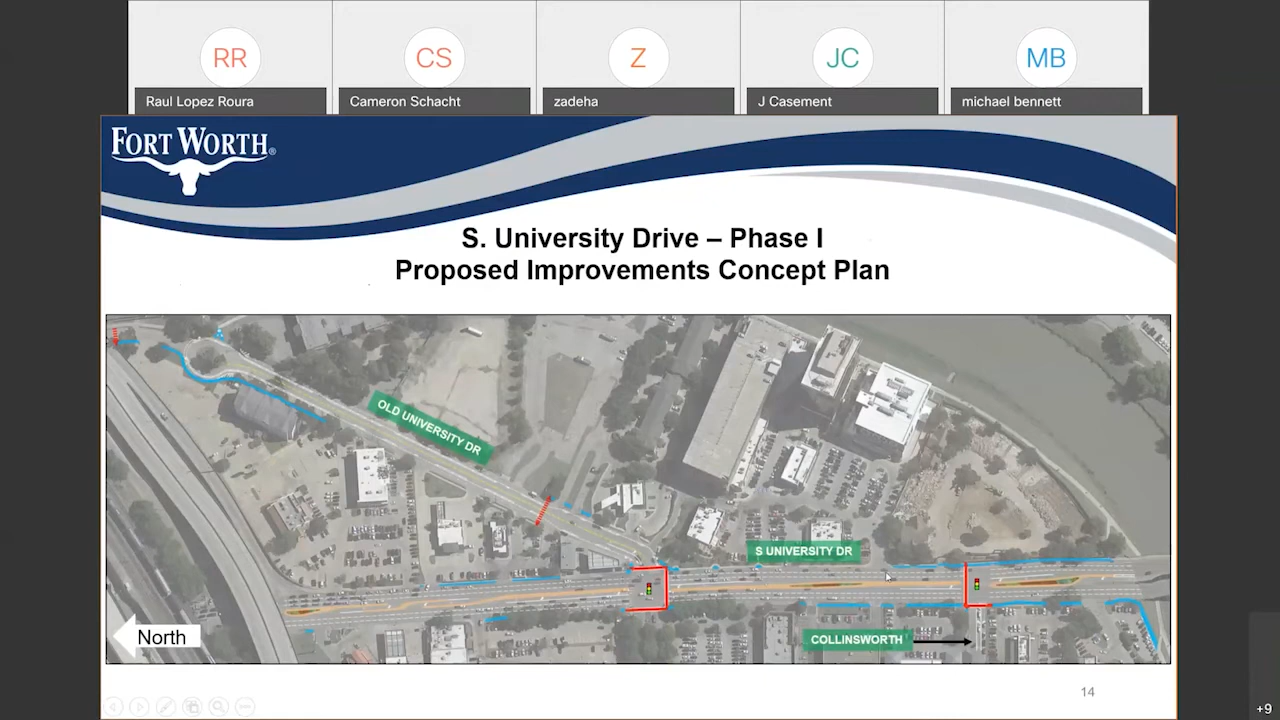 RR
CS
Z
JC
MB
Raul Lopez Roura
Cameron Schacht
zadeha
J Casement
michael bennett
FORT WORTH®
S. University Drive – Phase I
Proposed Improvements Concept Plan
OLD UNIVERSITY DR
S UNIVERSITY DR
North
COLLINSWORTH
14
+9